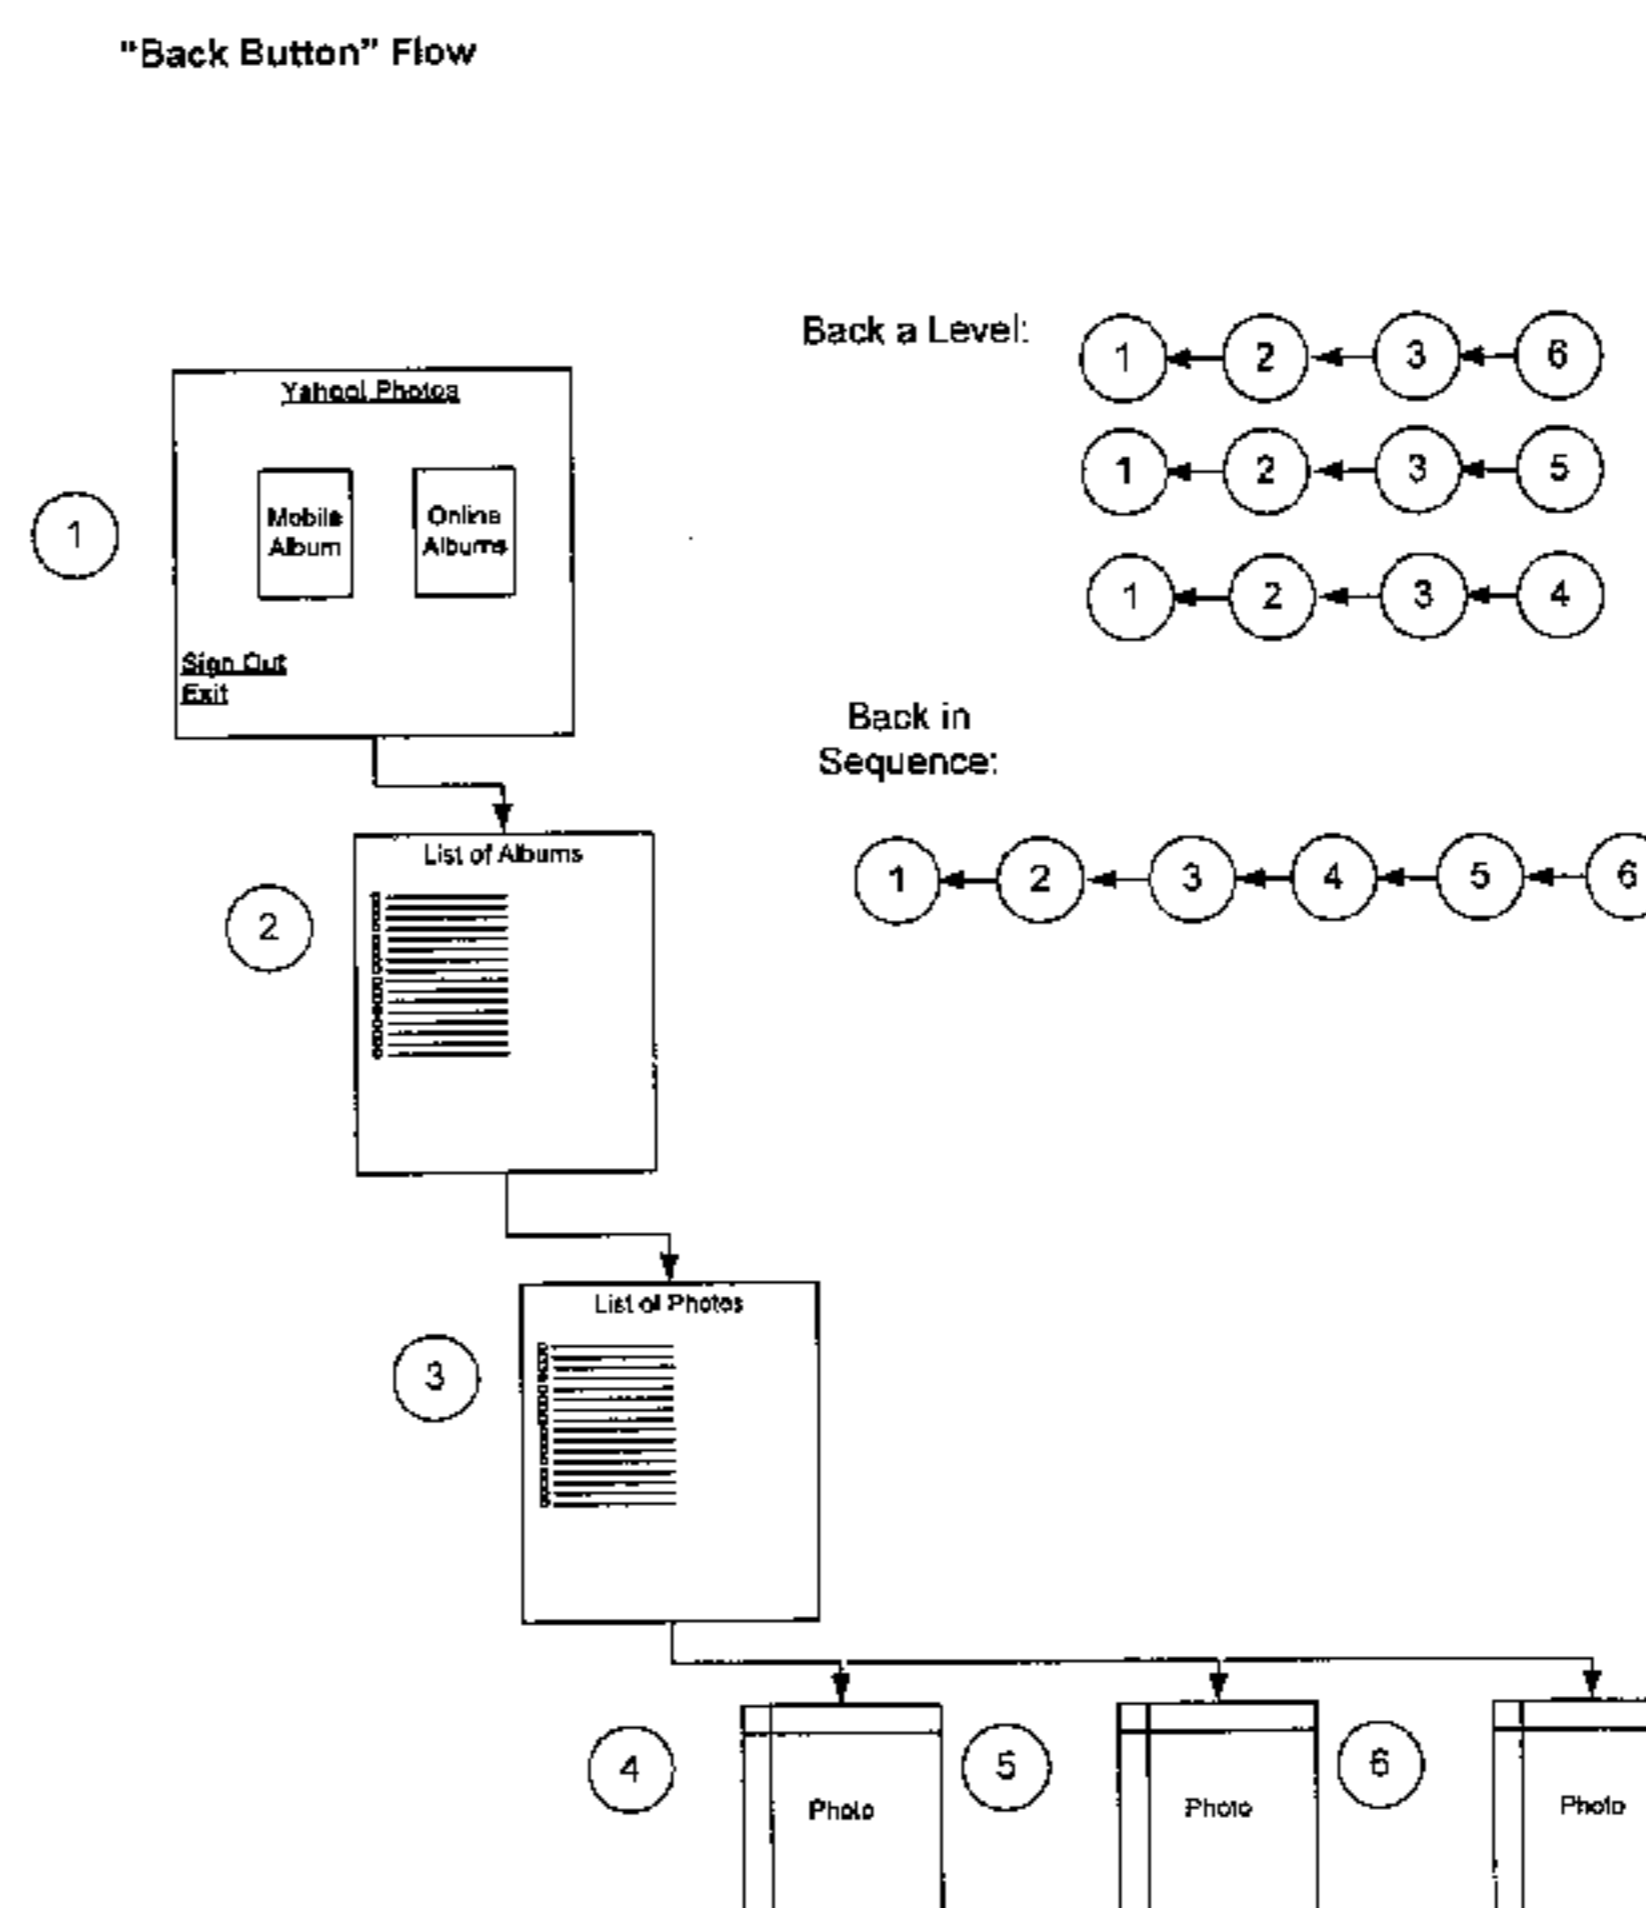 “Back Button” Flow
Back a Level:
1 2 3 6
1 2 3 5
1 2 3 4
Back in
Sequence:
1 2 3 4 5 6
1
Yahoo! Photos
Mobile
Album
Online
Albums
Sign Out
Exit
2
List of Albums
3
List of Photos
4
Photo
5
Photo
6
Photo